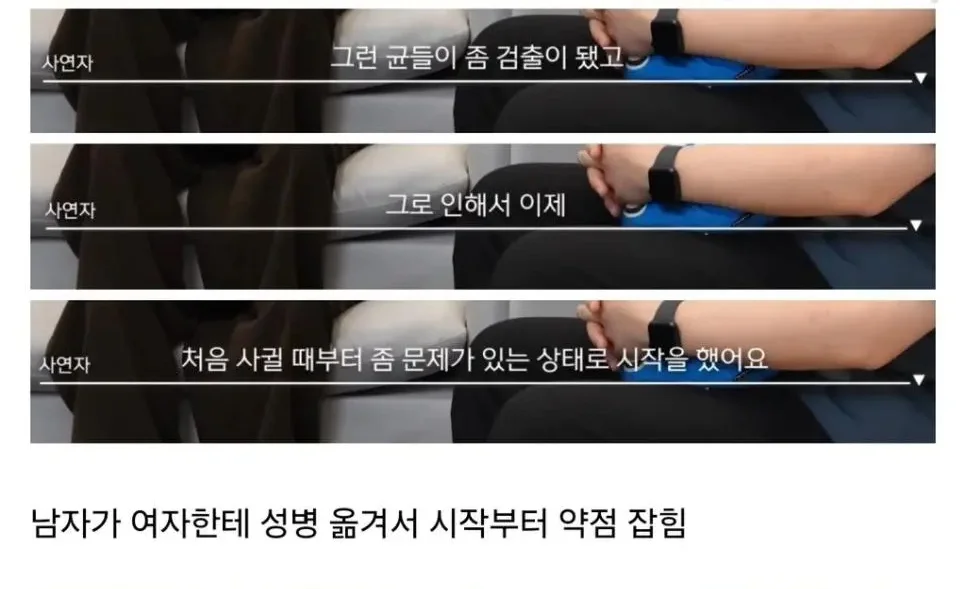 사연자
그런 균들이 좀 검출이 됐고
사연자
그로 인해서 이제
사연자
처음 사귈 때부터 좀 문제가 있는 상태로 시작을 했어요
남자가 여자한테 성병 옮겨서 시작부터 약점 잡힘